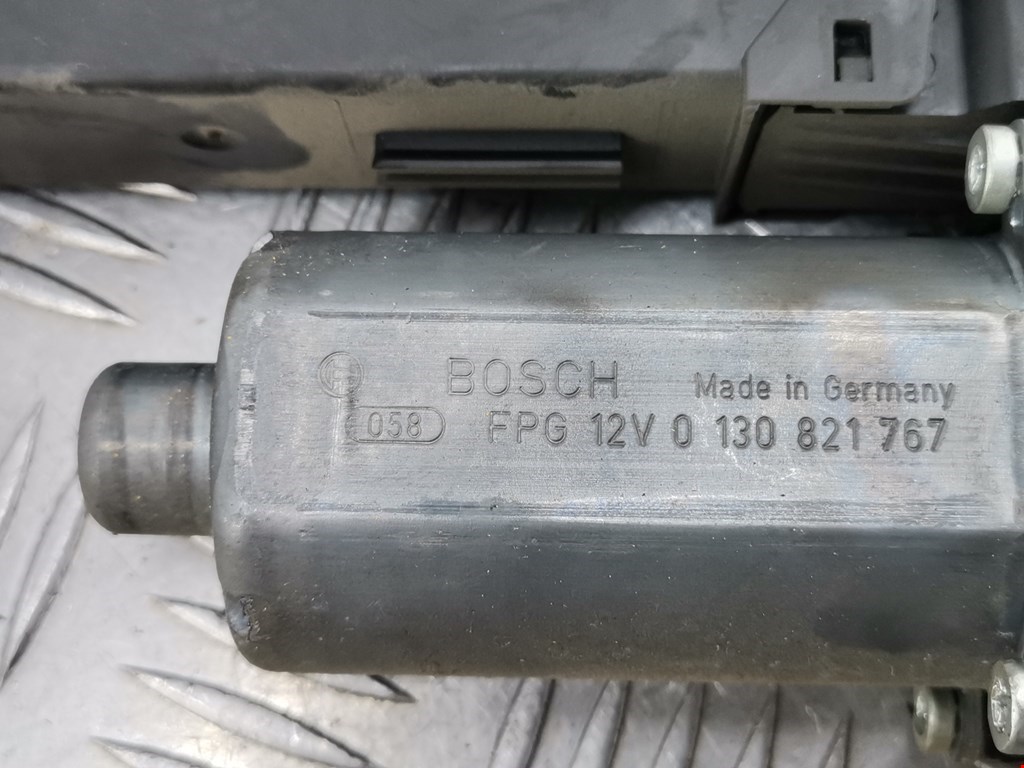 BOSCH Made in Germany
058 FPG 12V 0 130 821 767